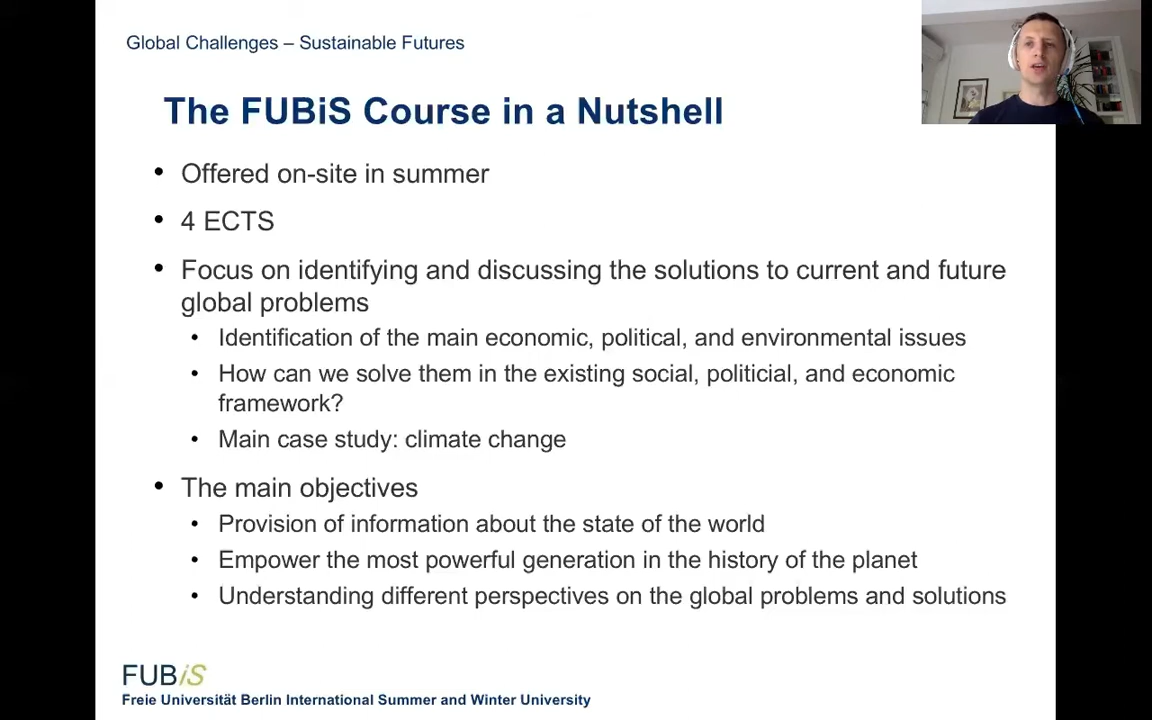 Global Challenges – Sustainable Futures
The FUBiS Course in a Nutshell
• Offered on-site in summer
• 4 ECTS
• Focus on identifying and discussing the solutions to current and future
global problems
• Identification of the main economic, political, and environmental issues
• How can we solve them in the existing social, politicial, and economic
framework?
• Main case study: climate change
• The main objectives
• Provision of information about the state of the world
• Empower the most powerful generation in the history of the planet
• Understanding different perspectives on the global problems and solutions
FUBiS
Freie Universität Berlin International Summer and Winter University